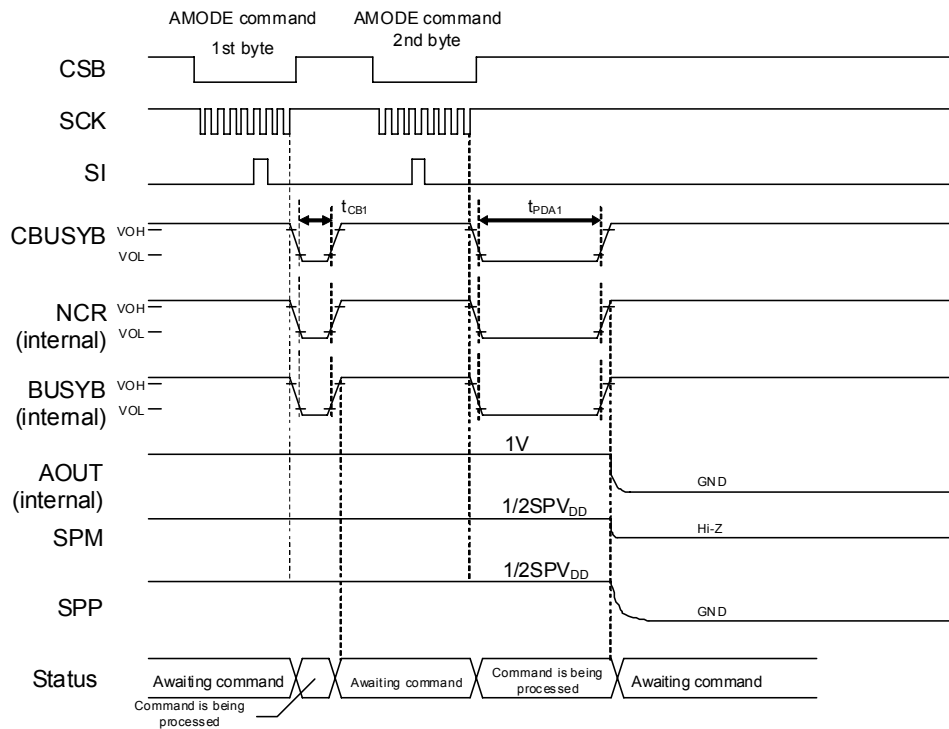 AMODE command
1st byte
AMODE command
2nd byte
CSB
SCK
SI
tCB1
tPDA1
CBUSYB
VOH
VOL
NCR
(internal)
VOH
VOL
BUSYB
(internal)
VOH
VOL
1V
AOUT
(internal)
GND
1/2SPVDD
SPM
Hi-Z
1/2SPVDD
SPP
GND
Status
Awaiting command
Command is being
processed
Awaiting command
Command is being
processed
Awaiting command